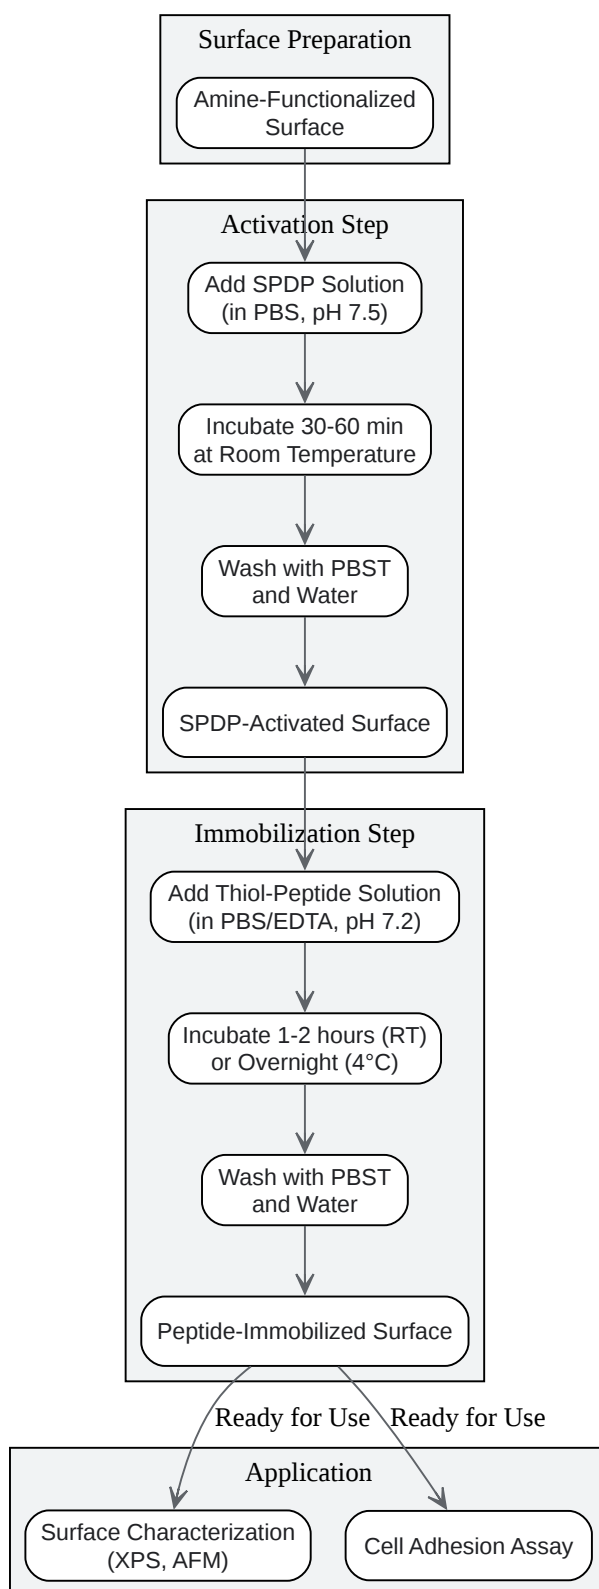 Surface Preparation
Amine-Functionalized
Surface
Activation Step
Add SPDP Solution
(in PBS, pH 7.5)
Incubate 30-60 min
at Room Temperature
Wash with PBST
and Water
SPDP-Activated Surface
Immobilization Step
Add Thiol-Peptide Solution
(in PBS/EDTA, pH 7.2)
Incubate 1-2 hours (RT)
or Overnight (4°C)
Wash with PBST
and Water
Peptide-Immobilized Surface
Ready for Use
Ready for Use
Application
Surface Characterization
(XPS, AFM)
Cell Adhesion Assay